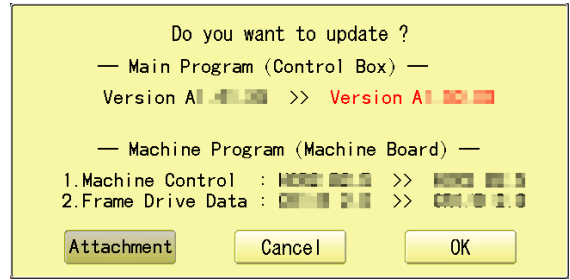 Do you want to update ?
— Main Program (Control Box) —
Version A >> Version A
— Machine Program (Machine Board) —
1.Machine Control : >>
2.Frame Drive Data : >>
Attachment Cancel OK